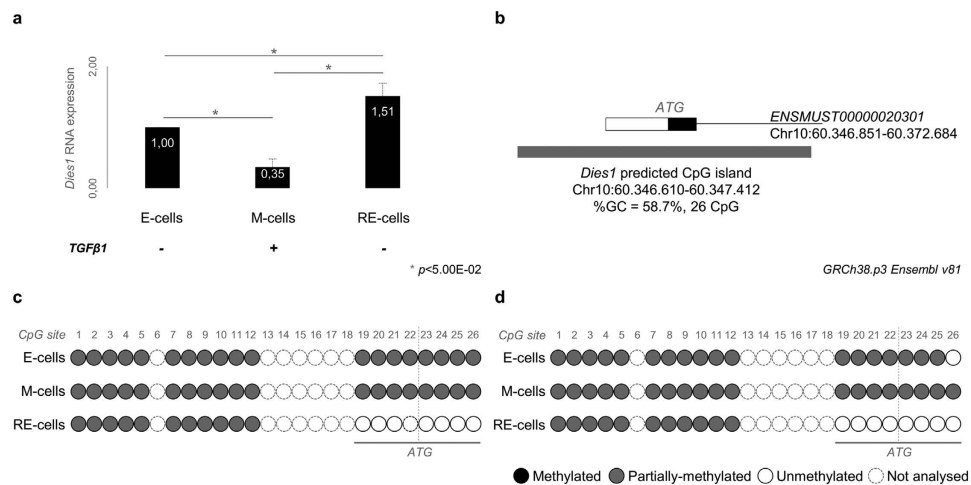 a
2,00
Dies1 RNA expression
0,00
*
*
*
1,00
0,35
1,51
E-cells M-cells RE-cells
TGFβ1 - + -
* p<5.00E-02
b
ATG
ENSMUST00000020301
Chr10:60.346.851-60.372.684
Dies1 predicted CpG island
Chr10:60.346.610-60.347.412
%GC = 58.7%, 26 CpG
GRCh38.p3 Ensembl v81
c
CpG site 1 2 3 4 5 6 7 8 9 10 11 12 13 14 15 16 17 18 19 20 21 22 23 24 25 26
E-cells
M-cells
RE-cells
ATG
d
CpG site 1 2 3 4 5 6 7 8 9 10 11 12 13 14 15 16 17 18 19 20 21 22 23 24 25 26
E-cells
M-cells
RE-cells
ATG
Methylated Partially-methylated Unmethylated Not analysed